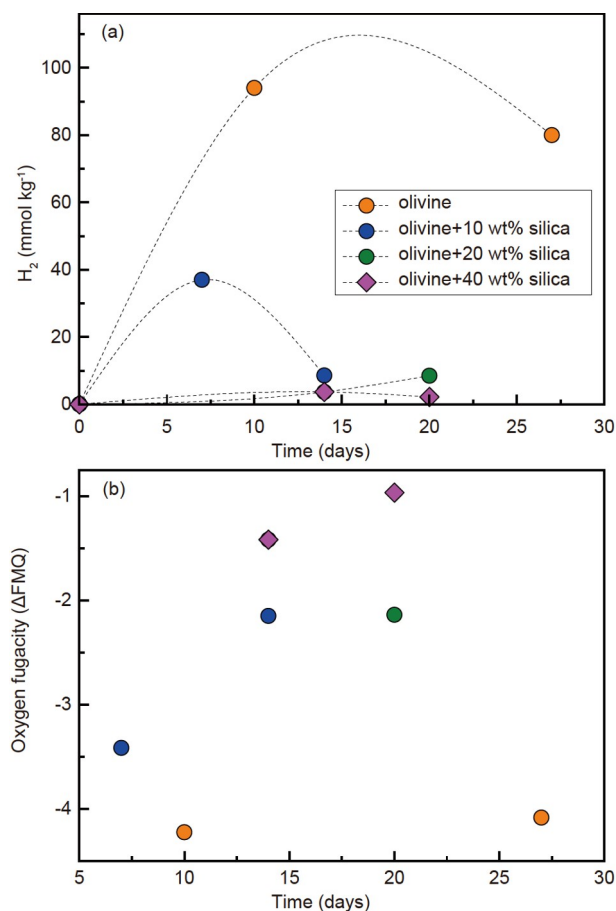 (a)
100
80
60
40
20
0
H₂ (mmol kg⁻¹)
olivine
olivine+10 wt% silica
olivine+20 wt% silica
olivine+40 wt% silica
0 5 10 15 20 25 30
Time (days)
(b)
-1
-2
-3
-4
Oxygen fugacity (ΔFMQ)
5 10 15 20 25 30
Time (days)